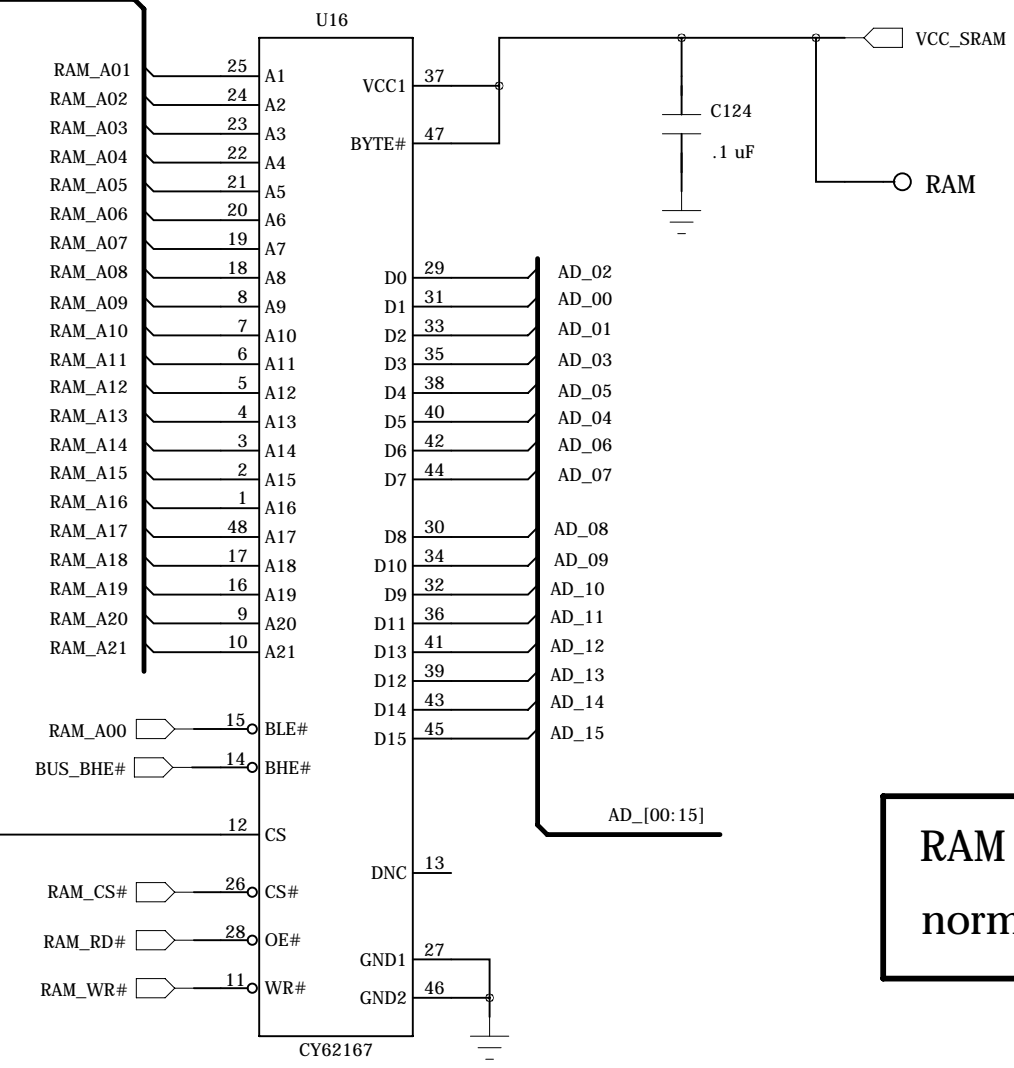 U16
VCC_SRAM
RAM_A01 25 A1
VCC1 37
RAM_A02 24 A2
C124
RAM_A03 23 A3
BYTE# 47
RAM_A04 22 A4
.1 uF
RAM_A05 21 A5
RAM
RAM_A06 20 A6
RAM_A07 19 A7
RAM_A08 18 A8 D0 29 AD_02
RAM_A09 8 A9 D1 31 AD_00
RAM_A10 7 A10 D2 33 AD_01
RAM_A11 6 A11 D3 35 AD_03
RAM_A12 5 A12 D4 38 AD_05
RAM_A13 4 A13 D5 40 AD_04
RAM_A14 3 A14 D6 42 AD_06
RAM_A15 2 A15 D7 44 AD_07
RAM_A16 1 A16
RAM_A17 48 A17 D8 30 AD_08
RAM_A18 17 A18 D10 34 AD_09
RAM_A19 16 A19 D9 32 AD_10
RAM_A20 9 A20 D11 36 AD_11
RAM_A21 10 A21 D13 41 AD_12
D12 39 AD_13
D14 43 AD_14
RAM_A00 15 BLE# D15 45 AD_15
BUS_BHE# 14 BHE#
AD_[00:15]
12 CS
RAM
DNC 13
RAM_CS# 26 CS#
norm
RAM_RD# 28 OE#
GND1 27
RAM_WR# 11 WR#
GND2 46
CY62167